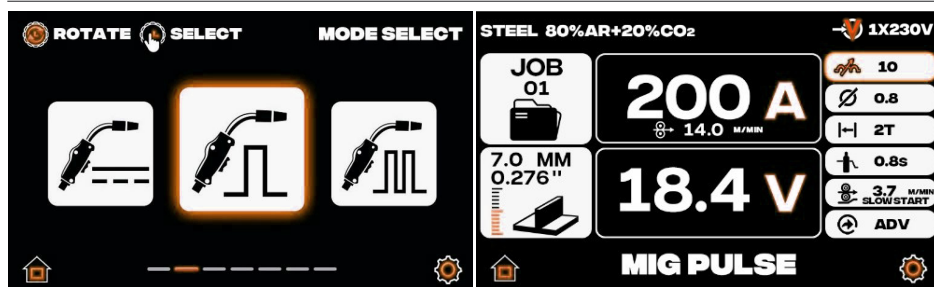 ROTATE SELECT MODE SELECT
STEEL 80%AR+20%CO₂ 1X230V
JOB
01
200 A
14.0 M/MIN
7.0 MM
0.276"
18.4 V
10
0.8
2T
0.8s
3.7 M/MIN
SLOW START
ADV
MIG PULSE